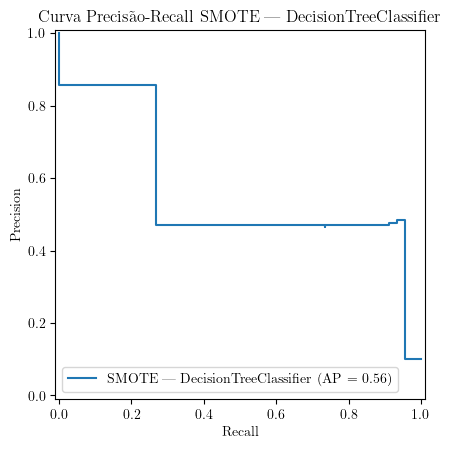 Curva Precisão-Recall SMOTE — DecisionTreeClassifier
1.0
0.8
0.6
0.4
0.2
0.0
Precision
SMOTE — DecisionTreeClassifier (AP = 0.56)
0.0 0.2 0.4 0.6 0.8 1.0
Recall